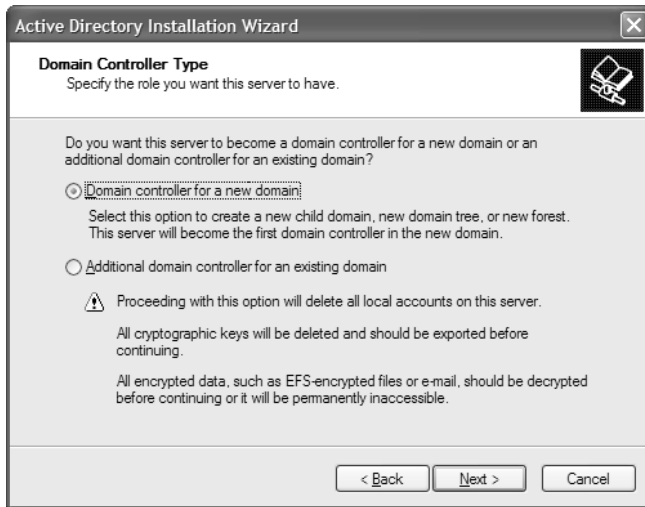 Active Directory Installation Wizard
Domain Controller Type
Specify the role you want this server to have.
Do you want this server to become a domain controller for a new domain or an
additional domain controller for an existing domain?
Domain controller for a new domain
Select this option to create a new child domain, new domain tree, or new forest.
This server will become the first domain controller in the new domain.
Additional domain controller for an existing domain
Proceeding with this option will delete all local accounts on this server.
All cryptographic keys will be deleted and should be exported before
continuing.
All encrypted data, such as EFS-encrypted files or e-mail, should be decrypted
before continuing or it will be permanently inaccessible.
< Back Next > Cancel